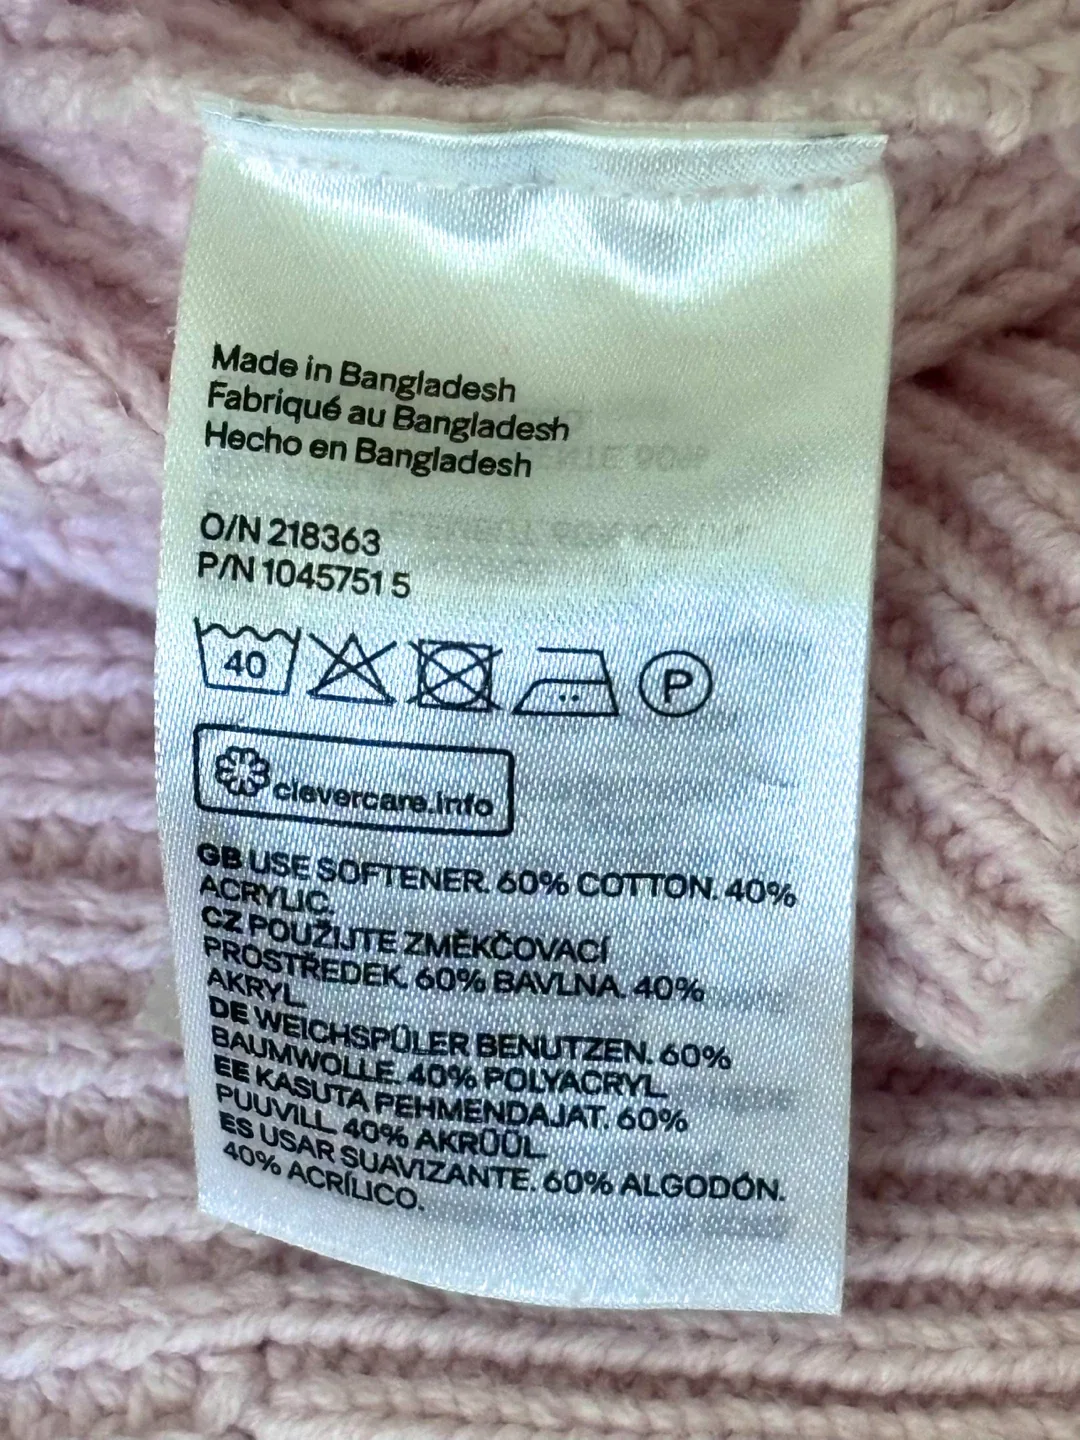 Made in Bangladesh
Fabriqué au Bangladesh
Hecho en Bangladesh
O/N 218363
P/N 1045751 5
40
P
clevercare.info
GB USE SOFTENER. 60% COTTON. 40%
ACRYLIC.
CZ POUŽIJTE ZMĚKČOVACÍ
PROSTŘEDEK. 60% BAVLNA. 40%
AKRYL.
DE WEICHSPÜLER BENUTZEN. 60%
BAUMWOLLE. 40% POLYACRYL.
EE KASUTA PEHMENDAJAT. 60%
PUUVILL. 40% AKRÜÜL.
ES USAR SUAVIZANTE. 60% ALGODÓN.
40% ACRÍLICO.